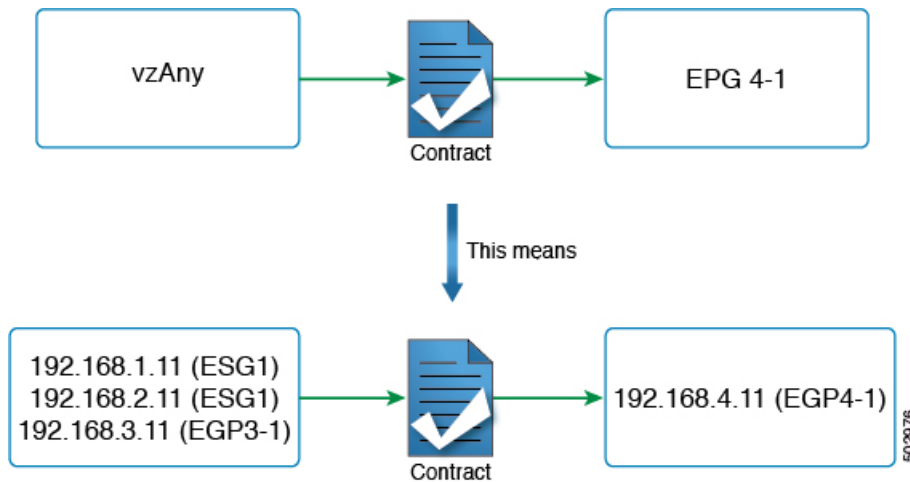 vzAny
EPG 4-1
Contract
This means
192.168.1.11 (ESG1)
192.168.2.11 (ESG1)
192.168.3.11 (EGP3-1)
192.168.4.11 (EGP4-1)
Contract
502976